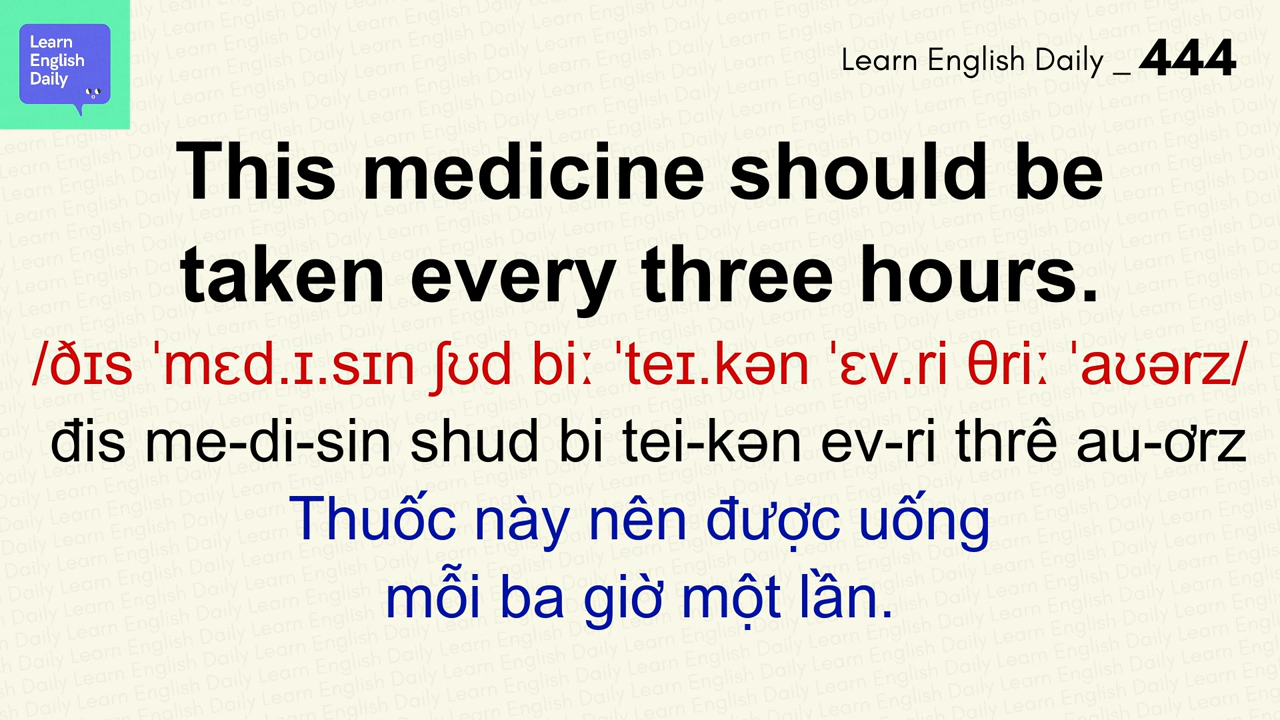 Learn
English
Daily
Learn English Daily _ 444
This medicine should be
taken every three hours.
/ðɪs ˈmɛd.ɪ.sɪn ʃʊd biː ˈteɪ.kən ˈɛv.ri θriː ˈaʊərz/
đis me-di-sin shud bi tei-kən ev-ri thrê au-ơrz
Thuốc này nên được uống
mỗi ba giờ một lần.